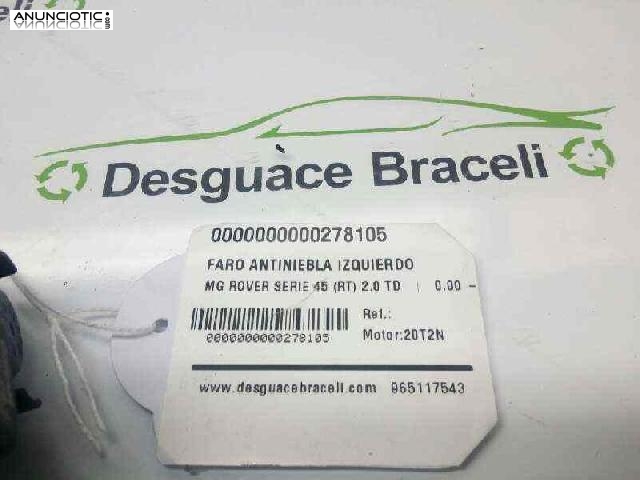 ANUNCIOTIC.com
Desguace Braceli
0000000000278105
FARO ANTINIEBLA IZQUIERDO
MG ROVER SERIE 45 (RT) 2.0 TD | 0.00 -
Ref.:
Motor:20T2N
0000000000278105
www.desguacebraceli.com 965117543